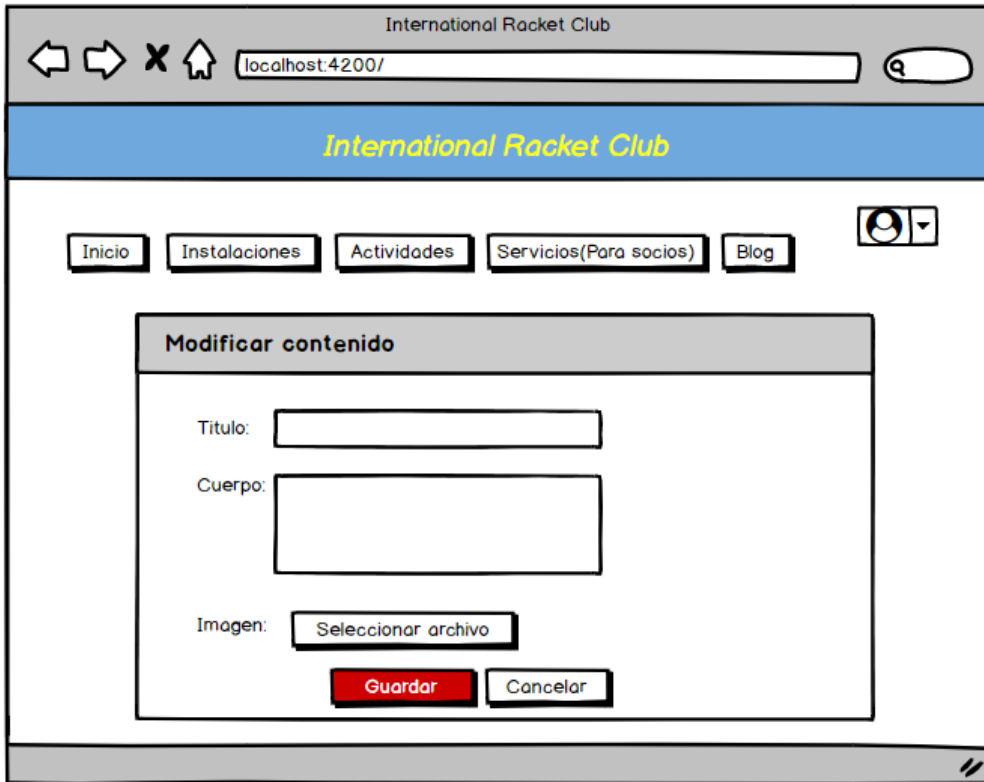 International Racket Club
localhost:4200/
International Racket Club
Inicio Instalaciones Actividades Servicios(Para socios) Blog
Modificar contenido
Titulo:
Cuerpo:
Imagen: Seleccionar archivo
Guardar Cancelar